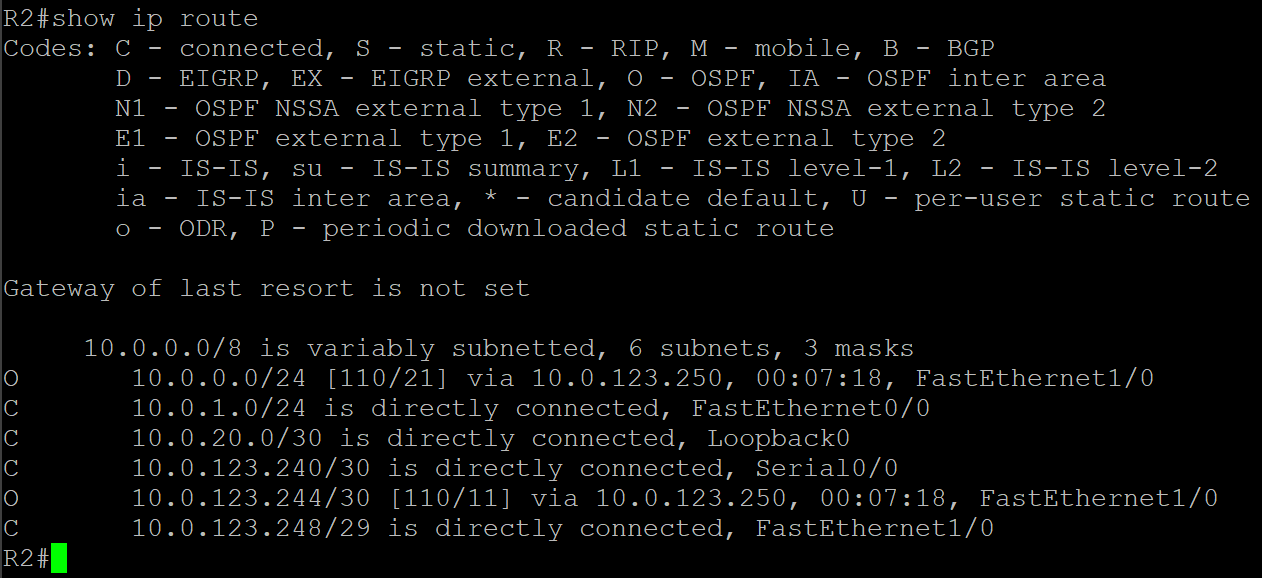 R2#show ip route
Codes: C - connected, S - static, R - RIP, M - mobile, B - BGP
       D - EIGRP, EX - EIGRP external, O - OSPF, IA - OSPF inter area
       N1 - OSPF NSSA external type 1, N2 - OSPF NSSA external type 2
       E1 - OSPF external type 1, E2 - OSPF external type 2
       i - IS-IS, su - IS-IS summary, L1 - IS-IS level-1, L2 - IS-IS level-2
       ia - IS-IS inter area, * - candidate default, U - per-user static route
       o - ODR, P - periodic downloaded static route

Gateway of last resort is not set

     10.0.0.0/8 is variably subnetted, 6 subnets, 3 masks
O       10.0.0.0/24 [110/21] via 10.0.123.250, 00:07:18, FastEthernet1/0
C       10.0.1.0/24 is directly connected, FastEthernet0/0
C       10.0.20.0/30 is directly connected, Loopback0
C       10.0.123.240/30 is directly connected, Serial0/0
O       10.0.123.244/30 [110/11] via 10.0.123.250, 00:07:18, FastEthernet1/0
C       10.0.123.248/29 is directly connected, FastEthernet1/0
R2#